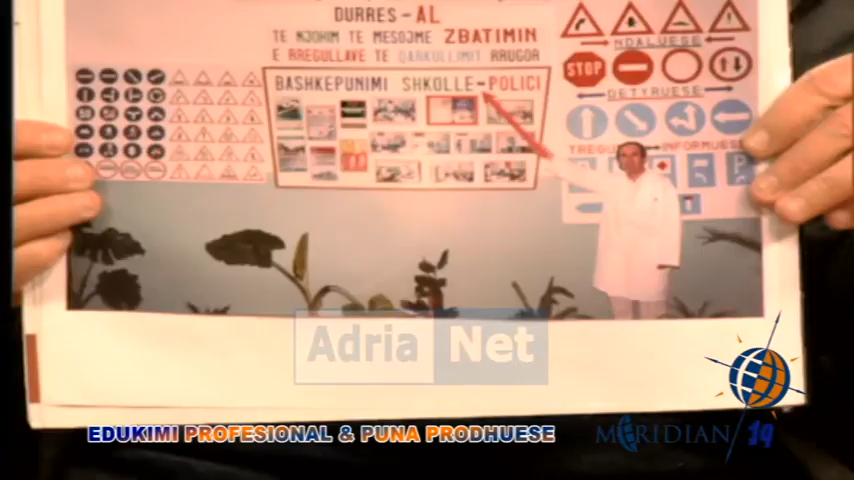 DURRES-AL
TE NJOHIM TE MESOJME ZBATIMIN
E RREGULLAVE TE QARKULLIMIT RRUGOR
BASHKEPUNIMI SHKOLLE-POLICI
NDALUESE
STOP
DETYRUESE
INFORMUESE
P
Adria Net
EDUKIMI PROFESIONAL & PUNA PRODHUESE
MERIDIAN 19